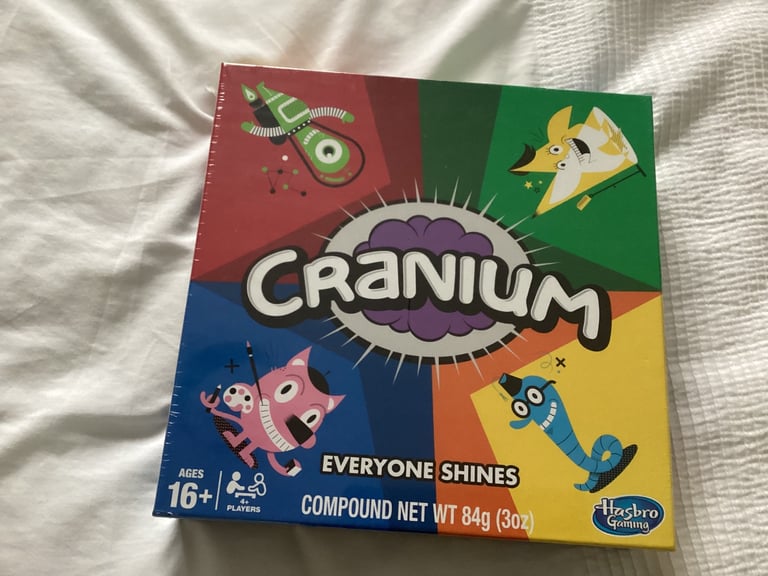 CRANIUM
EVERYONE SHINES
AGES
16+
4+
PLAYERS
COMPOUND NET WT 84g (3oz)
Hasbro
Gaming